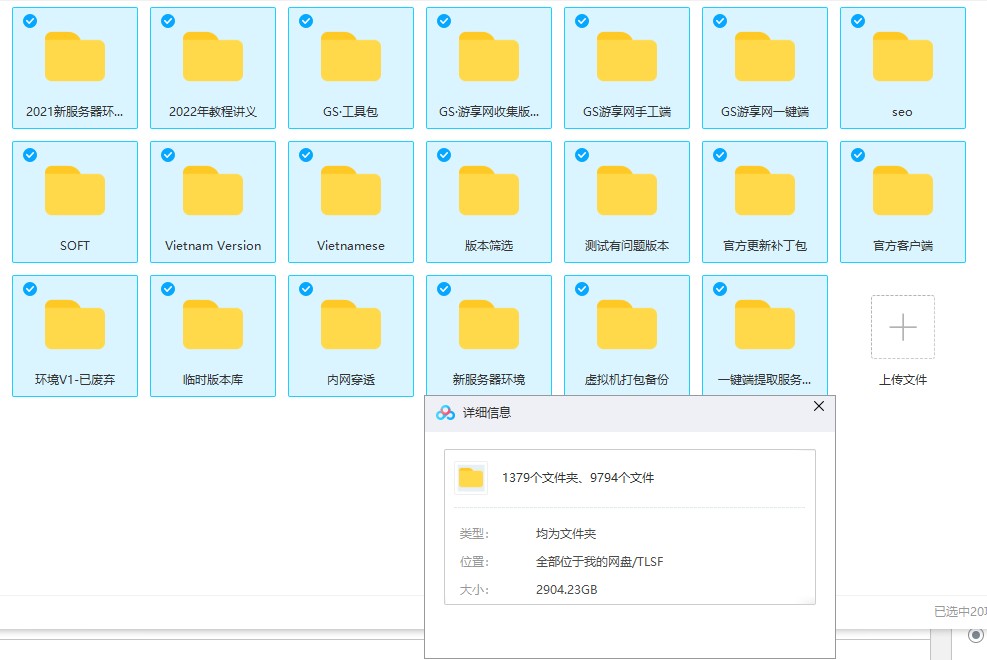 2021新服务器环...
2022年教程讲义
GS·工具包
GS·游享网收集版...
GS游享网手工端
GS游享网一键端
seo
SOFT
Vietnam Version
Vietnamese
版本筛选
测试有问题版本
官方更新补丁包
官方客户端
环境V1-已废弃
临时版本库
内网穿透
新服务器环境
虚拟机打包备份
一键端提取服务...
上传文件
详细信息
1379个文件夹、9794个文件
类型: 均为文件夹
位置: 全部位于我的网盘/TLSF
大小: 2904.23GB
已选中20